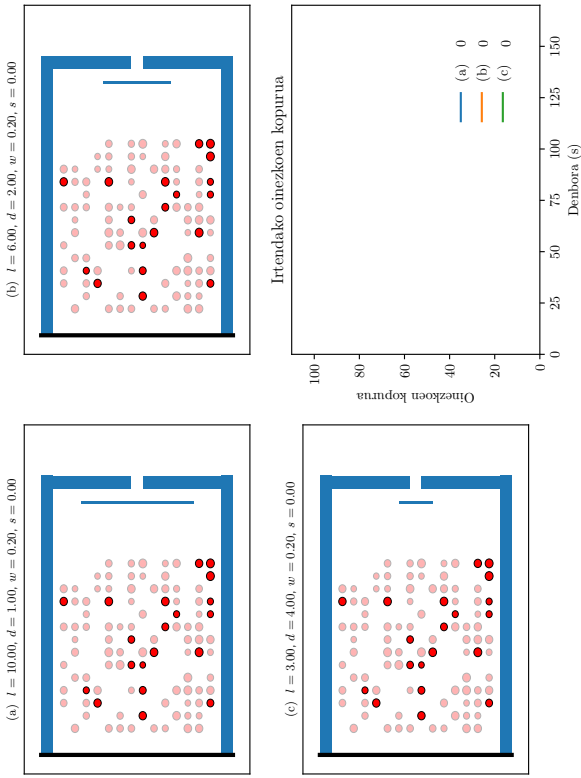 (a) l = 10.00, d = 1.00, w = 0.20, s = 0.00
(b) l = 6.00, d = 2.00, w = 0.20, s = 0.00
(c) l = 3.00, d = 4.00, w = 0.20, s = 0.00
Irtendako oinezkoen kopurua
Oinezkoen kopurua
100
80
60
40
20
0
(a) 0
(b) 0
(c) 0
0 25 50 75 100 125 150
Denbora (s)